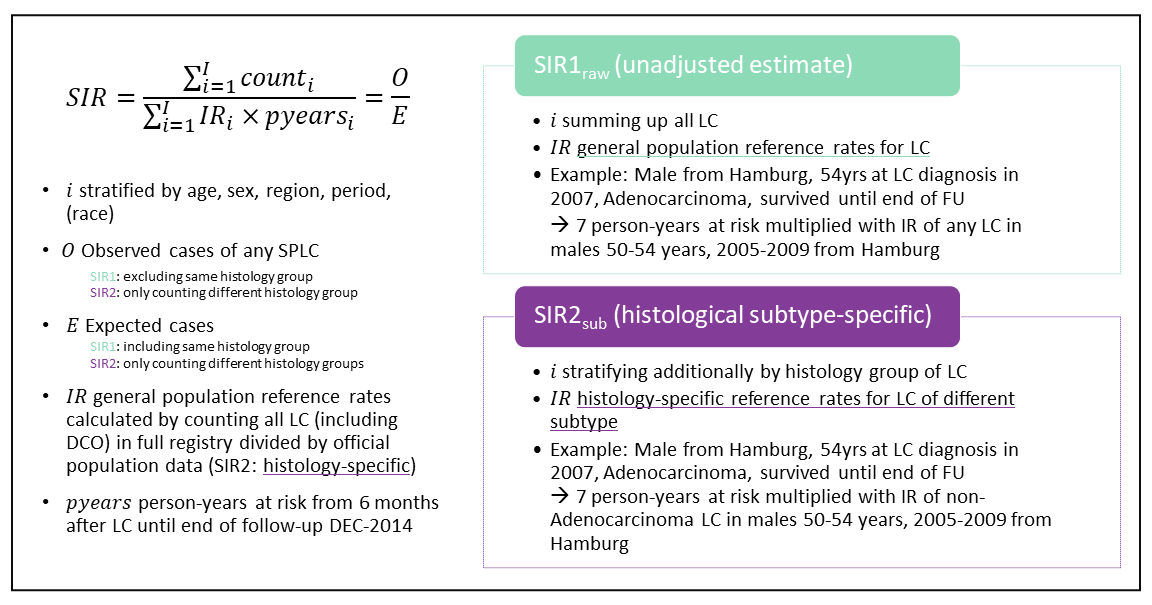 SIR = \frac{\sum_{i=1}^{I} count_i}{\sum_{i=1}^{I} IR_i × pyears_i} = \frac{O}{E}
• i stratified by age, sex, region, period,
(race)
• O Observed cases of any SPLC
SIR1: excluding same histology group
SIR2: only counting different histology group
• E Expected cases
SIR1: including same histology group
SIR2: only counting different histology groups
• IR general population reference rates
calculated by counting all LC (including
DCO) in full registry divided by official
population data (SIR2: histology-specific)
• pyears person-years at risk from 6 months
after LC until end of follow-up DEC-2014
SIR1raw (unadjusted estimate)
• i summing up all LC
• IR general population reference rates for LC
• Example: Male from Hamburg, 54yrs at LC diagnosis in
2007, Adenocarcinoma, survived until end of FU
→ 7 person-years at risk multiplied with IR of any LC in
males 50-54 years, 2005-2009 from Hamburg
SIR2sub (histological subtype-specific)
• i stratifying additionally by histology group of LC
• IR histology-specific reference rates for LC of different
subtype
• Example: Male from Hamburg, 54yrs at LC diagnosis in
2007, Adenocarcinoma, survived until end of FU
→ 7 person-years at risk multiplied with IR of non-
Adenocarcinoma LC in males 50-54 years, 2005-2009 from
Hamburg